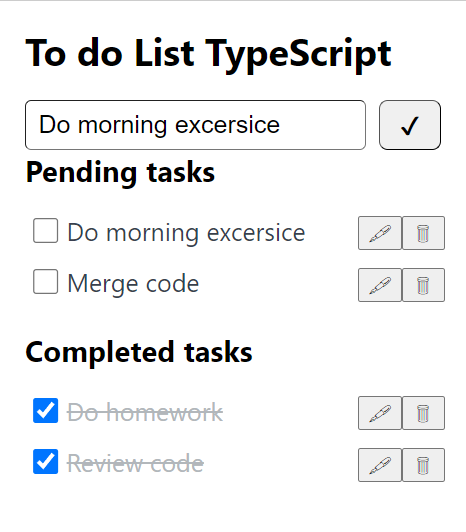 To do List TypeScript
Do morning excersice ✓
Pending tasks
Do morning excersice
Merge code
Completed tasks
Do homework
Review code